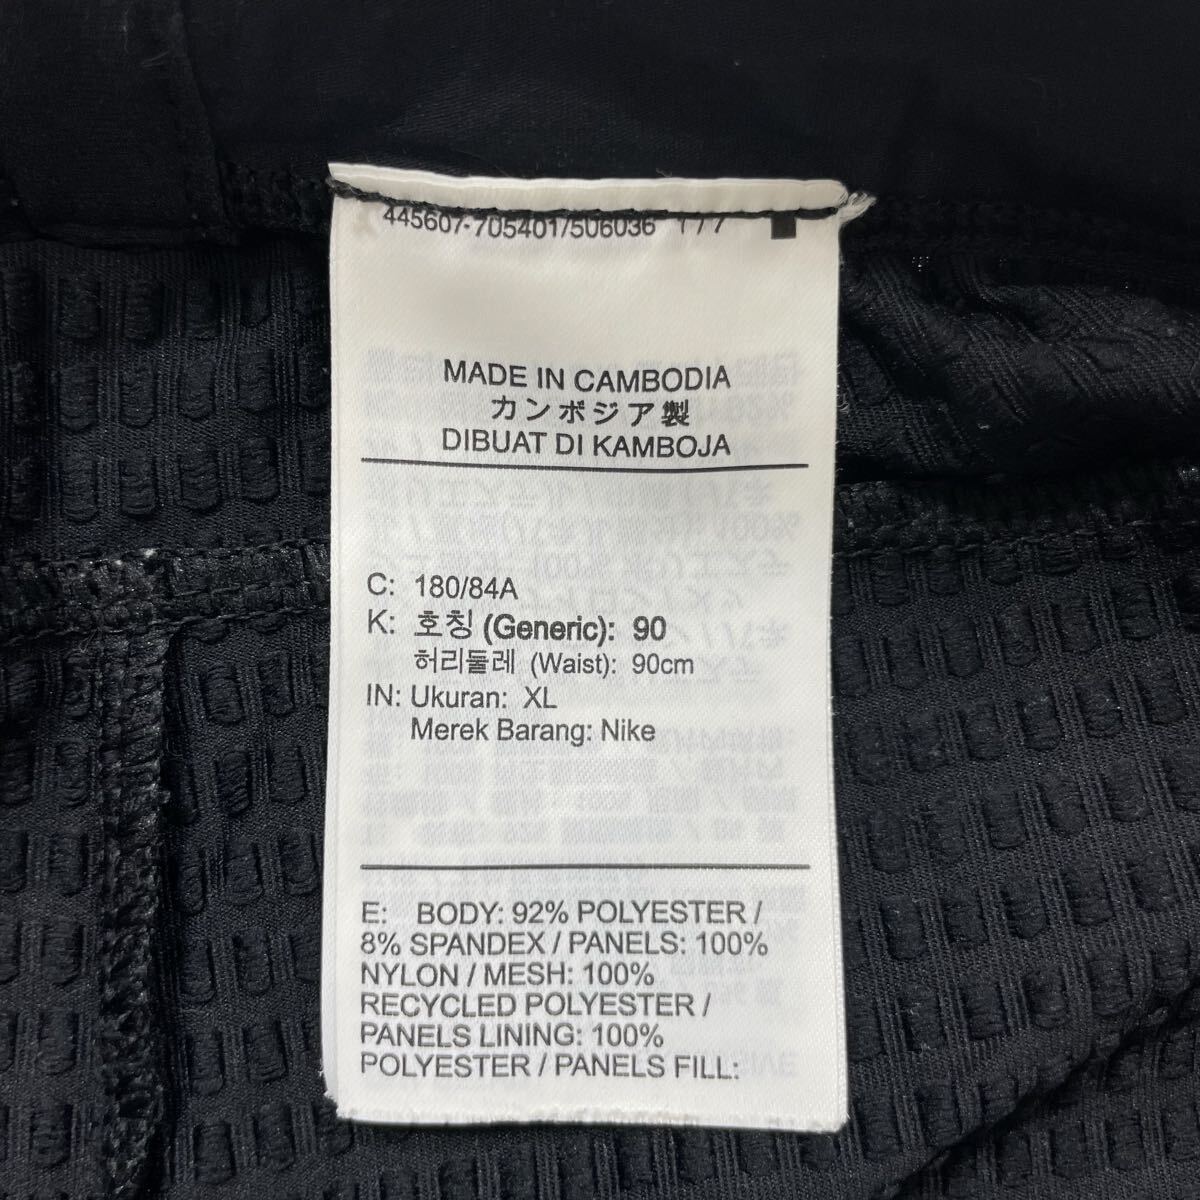 445607-705401/506036
MADE IN CAMBODIA
カンボジア製
DIBUAT DI KAMBOJA
C: 180/84A
K: 호칭 (Generic): 90
허리둘레 (Waist): 90cm
IN: Ukuran: XL
Merek Barang: Nike
E: BODY: 92% POLYESTER /
8% SPANDEX / PANELS: 100%
NYLON / MESH: 100%
RECYCLED POLYESTER /
PANELS LINING: 100%
POLYESTER / PANELS FILL: